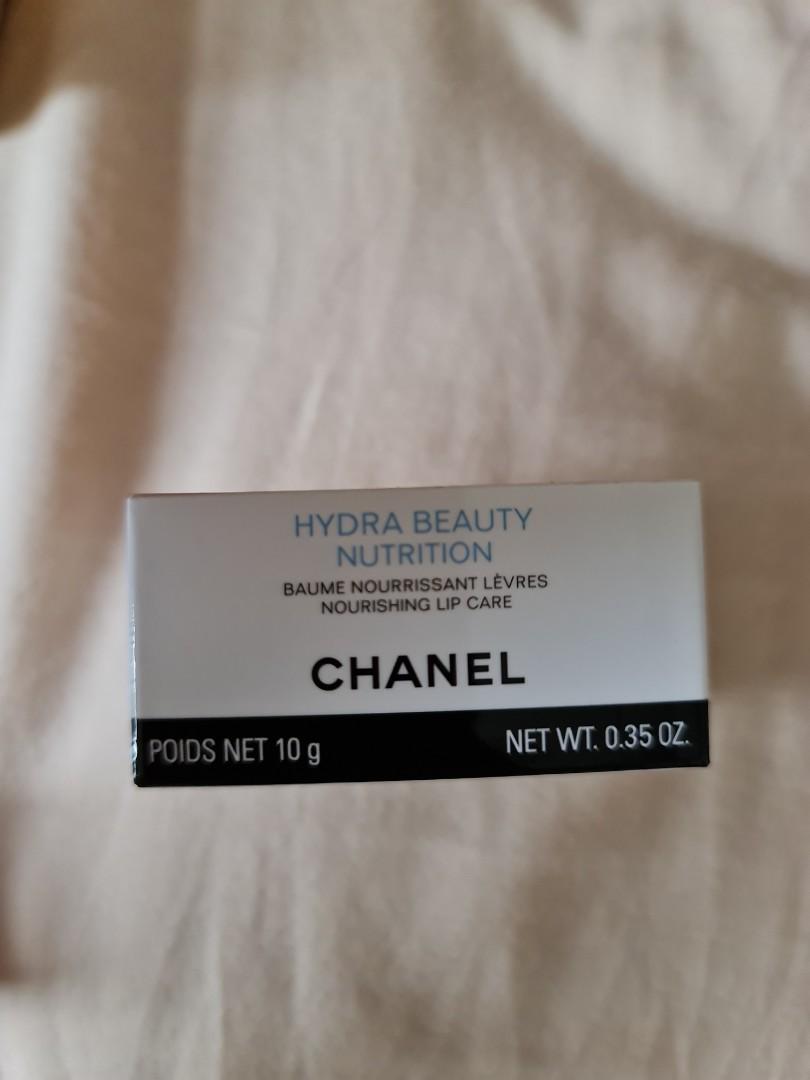 HYDRA BEAUTY
NUTRITION
BAUME NOURRISSANT LÈVRES
NOURISHING LIP CARE
CHANEL
POIDS NET 10 g
NET WT. 0.35 OZ.